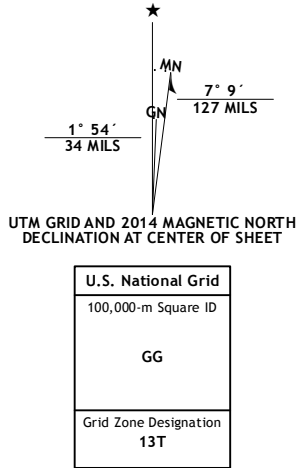 ★
MN
GN
7° 9´
127 MILS
1° 54´
34 MILS
UTM GRID AND 2014 MAGNETIC NORTH
DECLINATION AT CENTER OF SHEET
U.S. National Grid
100,000-m Square ID
GG
Grid Zone Designation
13T